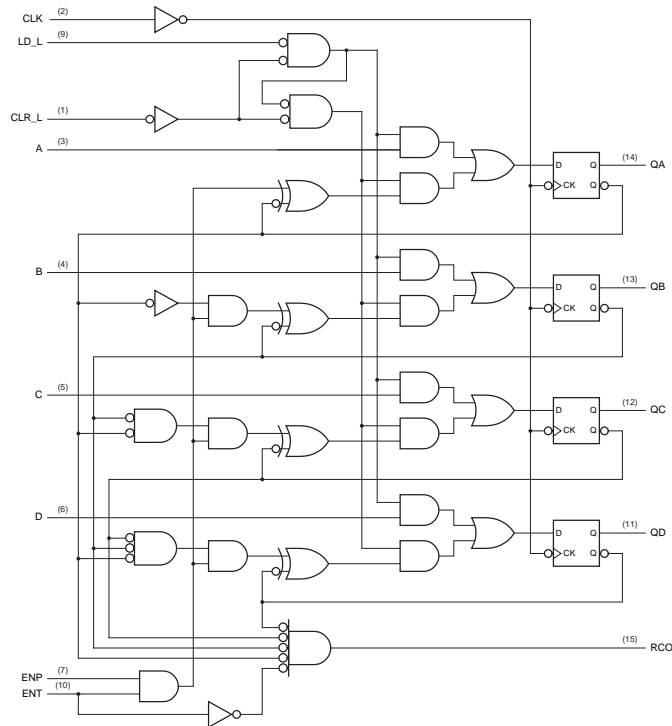 CLK (2)
LD_L (9)
CLR_L (1)
A (3)
D Q (14) QA
CK Q
B (4)
D Q (13) QB
CK Q
C (5)
D Q (12) QC
CK Q
D (6)
D Q (11) QD
CK Q
(15) RCO
ENP (7)
ENT (10)